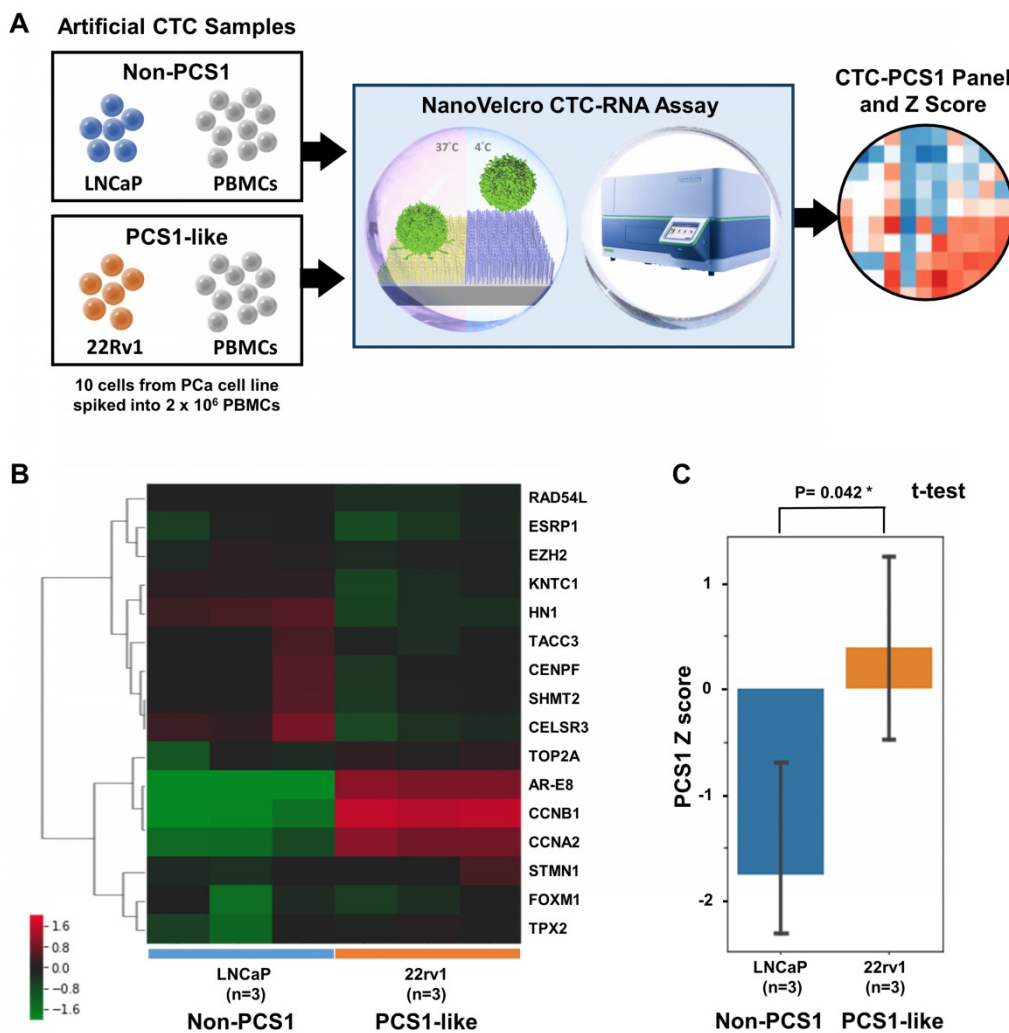 A
Artificial CTC Samples
Non-PCS1
LNCaP
PBMCs
PCS1-like
22Rv1
PBMCs
10 cells from PCa cell line
spiked into 2 x 10⁶ PBMCs
NanoVelcro CTC-RNA Assay
37°C
4°C
CTC-PCS1 Panel
and Z Score
B
RAD54L
ESRP1
EZH2
KNTC1
HN1
TACC3
CENPF
SHMT2
CELSR3
TOP2A
AR-E8
CCNB1
CCNA2
STMN1
FOXM1
TPX2
1.6
0.8
0.0
-0.8
-1.6
LNCaP
(n=3)
22rv1
(n=3)
Non-PCS1
PCS1-like
C
P= 0.042 *
t-test
PCS1 Z score
1
0
-1
-2
LNCaP
(n=3)
22rv1
(n=3)
Non-PCS1
PCS1-like